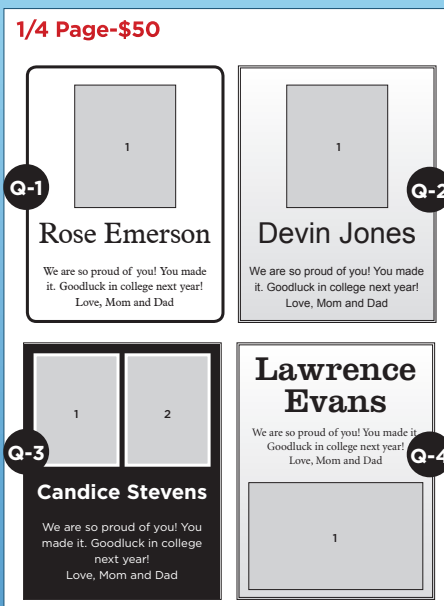 1/4 Page-$50
1
Q-1
Rose Emerson
We are so proud of you! You made
it. Goodluck in college next year!
Love, Mom and Dad
1
Q-2
Devin Jones
We are so proud of you! You made
it. Goodluck in college next year!
Love, Mom and Dad
1
2
Q-3
Candice Stevens
We are so proud of you! You
made it. Goodluck in college
next year!
Love, Mom and Dad
Lawrence
Evans
We are so proud of you! You made it.
Goodluck in college next year!
Love, Mom and Dad
Q-4
1